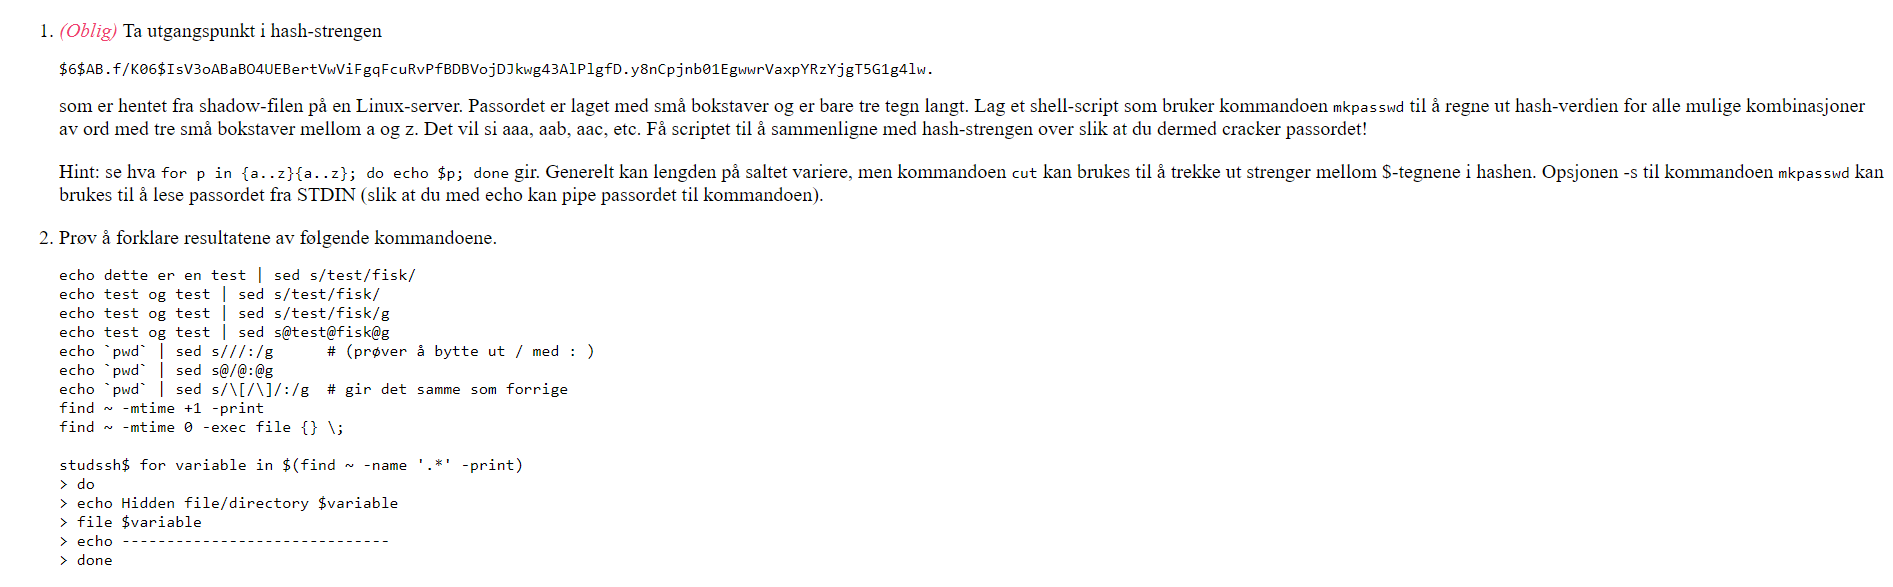 1. (Oblig) Ta utgangspunkt i hash-strengen
$6$AB.f/K06$IsV3oABaBO4UEBertVwViFgqFcuRvPfBDBVojDJkwg43AlPlgfD.y8nCpjnb01EgwwrVaxpYRzYjgT5G1g4lw.
som er hentet fra shadow-filen på en Linux-server. Passordet er laget med små bokstaver og er bare tre tegn langt. Lag et shell-script som bruker kommandoen mkpasswd til å regne ut hash-verdien for alle mulige kombinasjoner
av ord med tre små bokstaver mellom a og z. Det vil si aaa, aab, aac, etc. Få scriptet til å sammenligne med hash-strengen over slik at du dermed cracker passordet!
Hint: se hva for p in {a..z}{a..z}; do echo $p; done gir. Generelt kan lengden på saltet variere, men kommandoen cut kan brukes til å trekke ut strenger mellom $-tegnene i hashen. Opsjonen -s til kommandoen mkpasswd kan
brukes til å lese passordet fra STDIN (slik at du med echo kan pipe passordet til kommandoen).
2. Prøv å forklare resultatene av følgende kommandoene.
echo dette er en test | sed s/test/fisk/
echo test og test | sed s/test/fisk/
echo test og test | sed s/test/fisk/g
echo test og test | sed s@test@fisk@g
echo `pwd` | sed s///:/g      # (prøver å bytte ut / med : )
echo `pwd` | sed s@/@:@g
echo `pwd` | sed s/\[/\]/:/g  # gir det samme som forrige
find ~ -mtime +1 -print
find ~ -mtime 0 -exec file {} \;
studssh$ for variable in $(find ~ -name '.*' -print)
> do
> echo Hidden file/directory $variable
> file $variable
> echo ------------------------------
> done